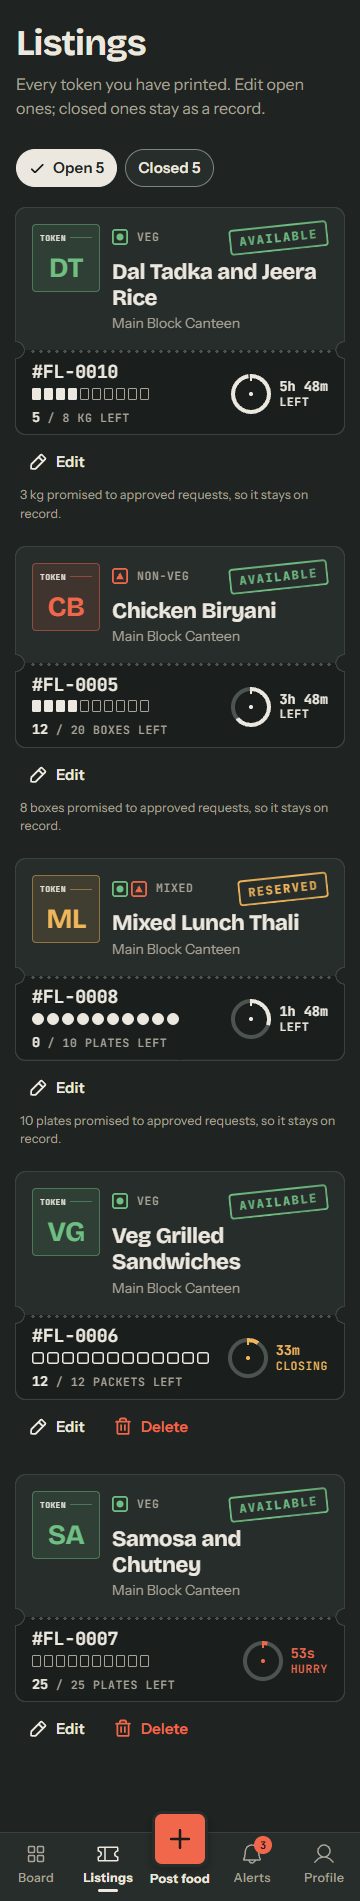 Listings
Every token you have printed. Edit open
ones; closed ones stay as a record.
Open 5
Closed 5
TOKEN
DT
VEG
AVAILABLE
Dal Tadka and Jeera
Rice
Main Block Canteen
#FL-0010
5 / 8 KG LEFT
5h 48m
LEFT
Edit
3 kg promised to approved requests, so it stays on
record.
TOKEN
CB
NON-VEG
AVAILABLE
Chicken Biryani
Main Block Canteen
#FL-0005
12 / 20 BOXES LEFT
3h 48m
LEFT
Edit
8 boxes promised to approved requests, so it stays on
record.
TOKEN
ML
MIXED
RESERVED
Mixed Lunch Thali
Main Block Canteen
#FL-0008
0 / 10 PLATES LEFT
1h 48m
LEFT
Edit
10 plates promised to approved requests, so it stays on
record.
TOKEN
VG
VEG
AVAILABLE
Veg Grilled
Sandwiches
Main Block Canteen
#FL-0006
12 / 12 PACKETS LEFT
33m
CLOSING
Edit
Delete
TOKEN
SA
VEG
AVAILABLE
Samosa and
Chutney
Main Block Canteen
#FL-0007
25 / 25 PLATES LEFT
53s
HURRY
Edit
Delete
3
Board
Listings
Post food
Alerts
Profile